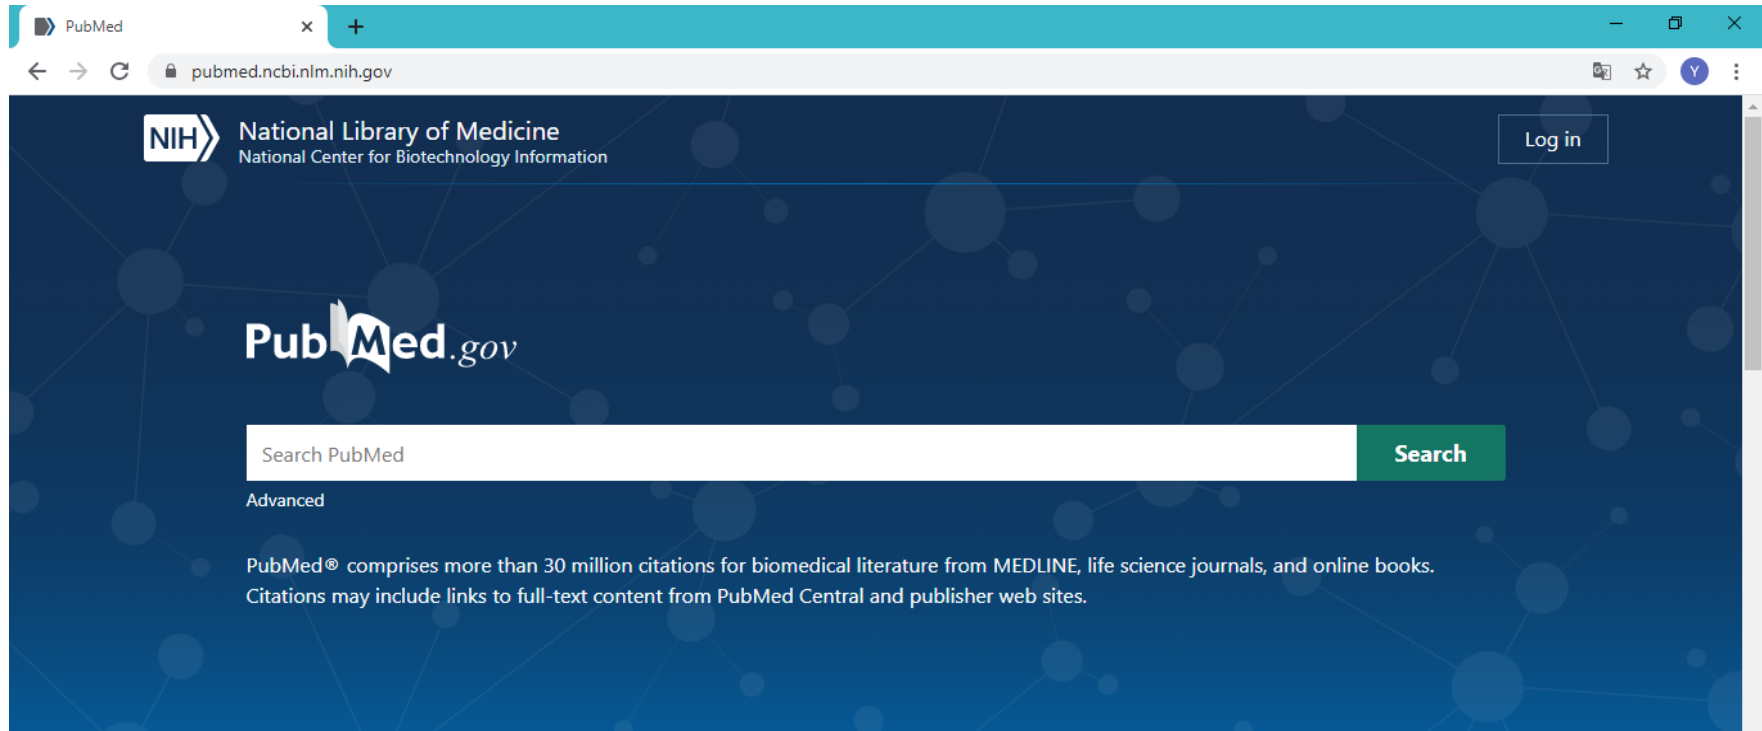 PubMed
pubmed.ncbi.nlm.nih.gov
Y
NIH
National Library of Medicine
National Center for Biotechnology Information
Log in
PubMed.gov
Search PubMed
Search
Advanced
PubMed® comprises more than 30 million citations for biomedical literature from MEDLINE, life science journals, and online books.
Citations may include links to full-text content from PubMed Central and publisher web sites.